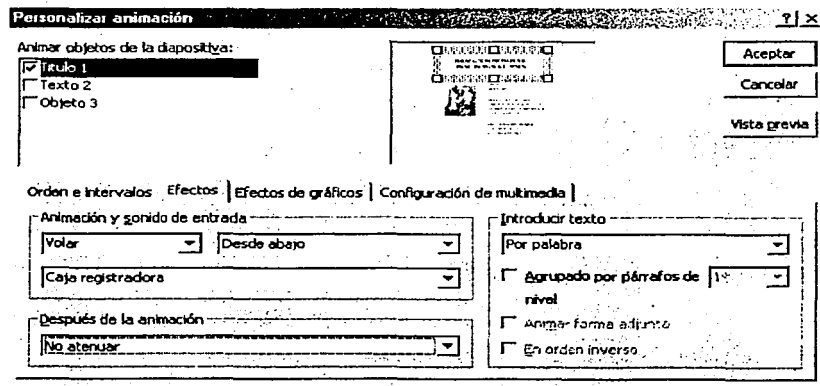 Personalizar animación
Animar objetos de la diapositiva:
Título 1
Texto 2
Objeto 3
Aceptar
Cancelar
Vista previa
Orden e intervalos Efectos Efectos de gráficos Configuración de multimedia
Animación y sonido de entrada
Volar Desde abajo
Caja registradora
Después de la animación
No atenuar
Introducir texto
Por palabra
Agrupado por párrafos de 1º
nivel
Animar forma adjunta
En orden inverso